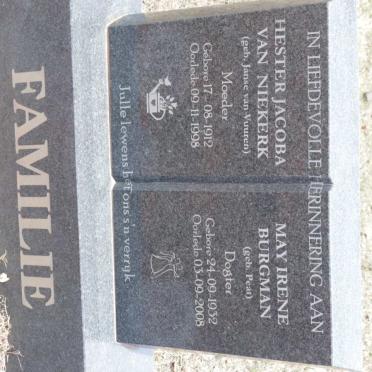 IN LIEFDEVOLLE HERINNERING AAN
HESTER JACOBA
VAN NIEKERK
(geb. Janse van Vuuren)
Moeder
Gebore 17-08-1912
Oorlede 09-11-1998
MAY IRENE
BURGMAN
(geb. Peat)
Dogter
Gebore 24-09-1932
Oorlede 03-09-2008
Julle lewens het ons s'n verryk
FAMILIE